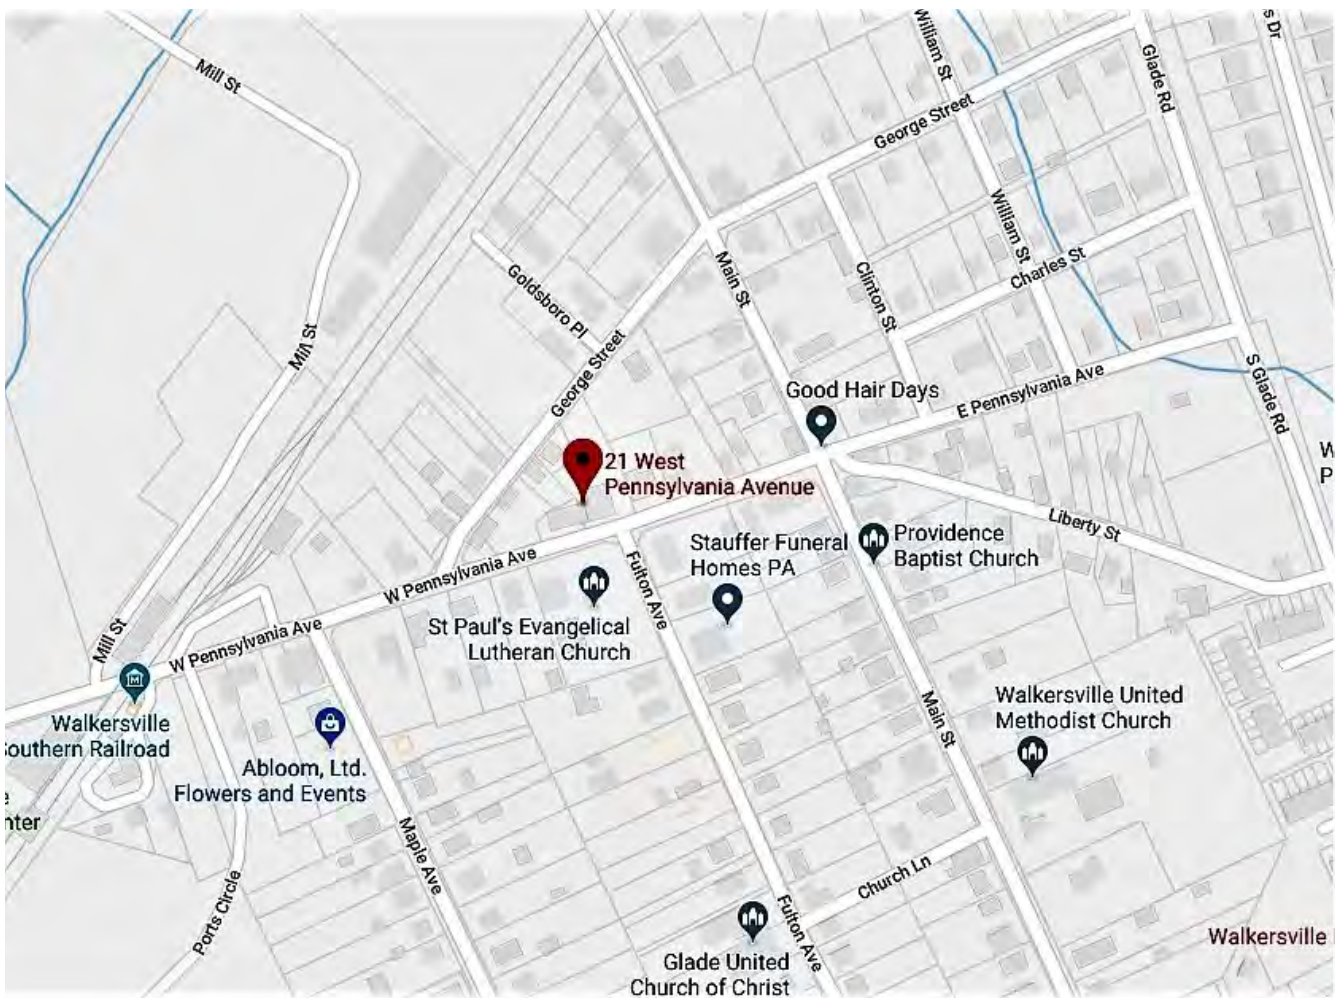 Mill St
William St
Glade Rd
s Dr
George Street
William St
Main St
Clinton St
Charles St
Goldsboro Pl
Mill St
George Street
Good Hair Days
E Pennsylvania Ave
S Glade Rd
W
P
21 West
Pennsylvania Avenue
Liberty St
Stauffer Funeral
Homes PA
Providence
Baptist Church
W Pennsylvania Ave
Fulton Ave
St Paul's Evangelical
Lutheran Church
Mill St
W Pennsylvania Ave
Walkersville
Southern Railroad
Abloom, Ltd.
Flowers and Events
Main St
Walkersville United
Methodist Church
e
nter
Maple Ave
Ports Circle
Church Ln
Fulton Ave
Glade United
Church of Christ
Walkersville